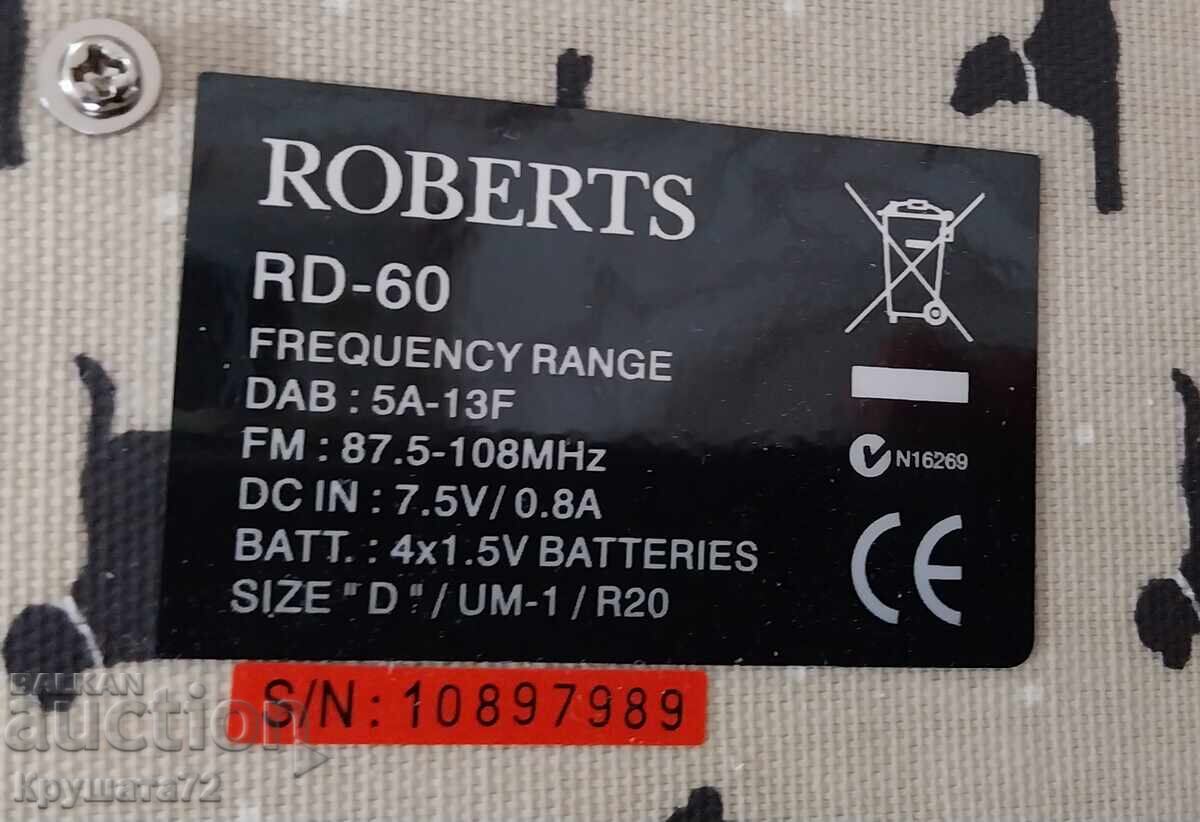 ROBERTS
RD-60
FREQUENCY RANGE
DAB : 5A-13F
FM : 87.5-108MHz
DC IN : 7.5V/ 0.8A
BATT. : 4x1.5V BATTERIES
SIZE "D"/ UM-1 / R20
N16269
CE
S/N: 10897989
BALKAN
auction
Крушата72